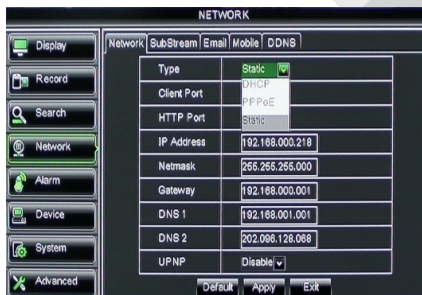 NETWORK
Display
Record
Search
Network
Alarm
Device
System
Advanced
Network SubStream Email Mobile DDNS
Type Static
DHCP
PPPoE
Static
Client Port
HTTP Port
IP Address 192.168.000.218
Netmask 255.255.255.000
Gateway 192.168.000.001
DNS 1 192.168.001.001
DNS 2 202.096.128.068
UPNP Disable
Default Apply Exit